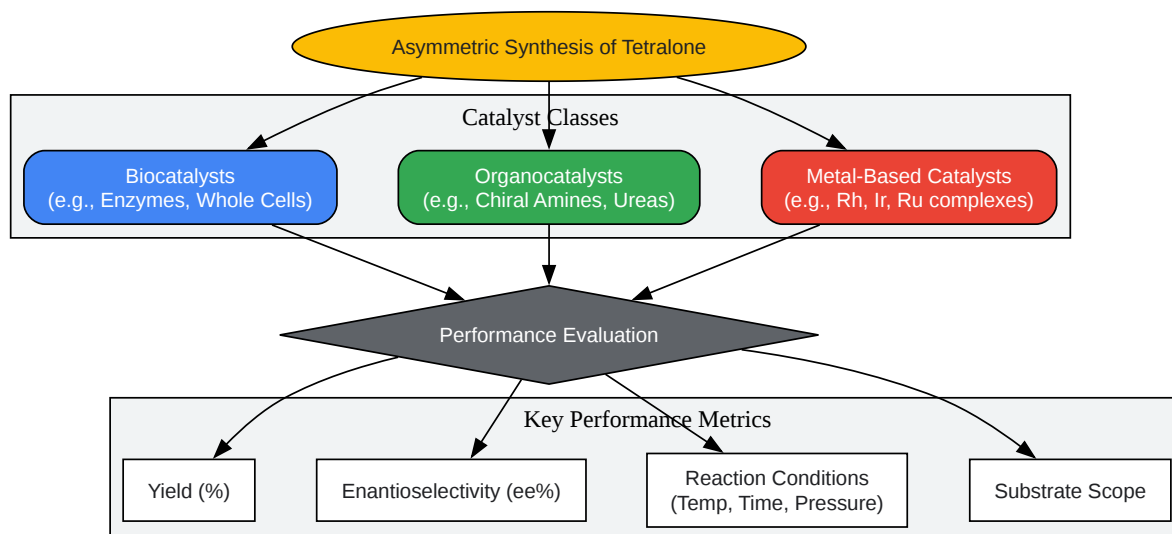 Asymmetric Synthesis of Tetralone
Catalyst Classes
Biocatalysts
(e.g., Enzymes, Whole Cells)
Organocatalysts
(e.g., Chiral Amines, Ureas)
Metal-Based Catalysts
(e.g., Rh, Ir, Ru complexes)
Performance Evaluation
Key Performance Metrics
Yield (%)
Enantioselectivity (ee%)
Reaction Conditions
(Temp, Time, Pressure)
Substrate Scope